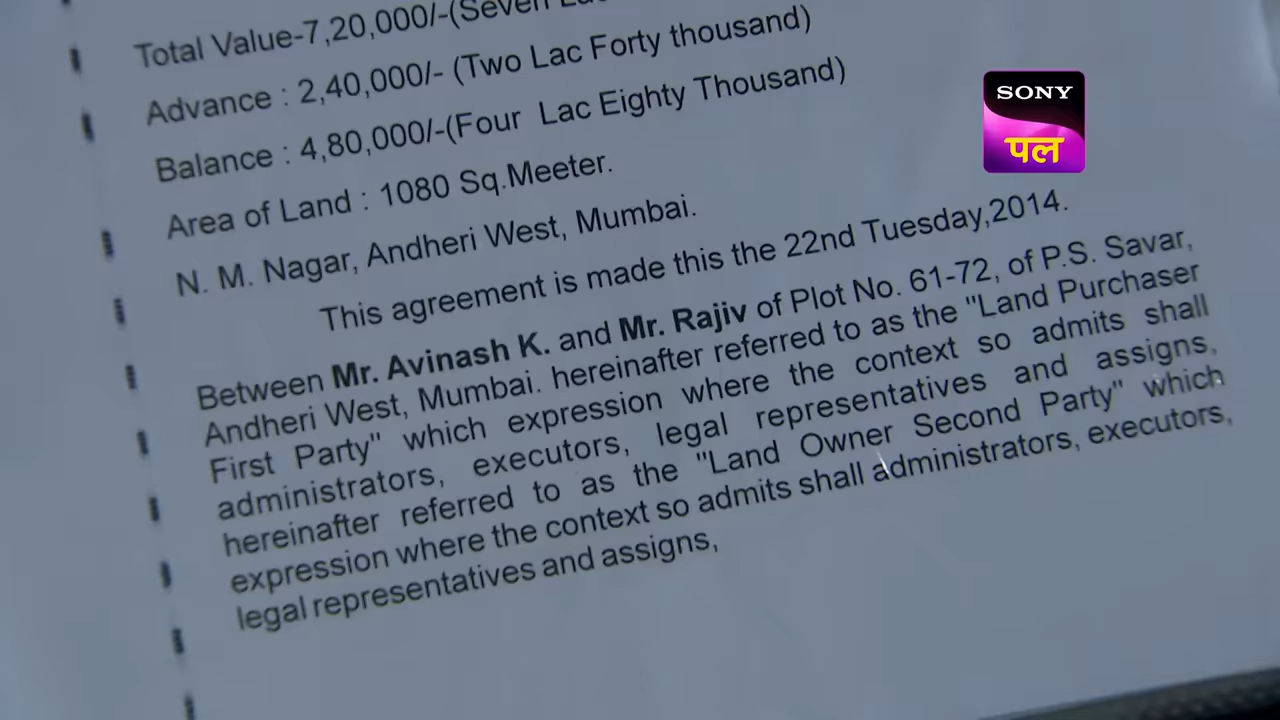 Total Value-7,20,000/-(Seven
Advance : 2,40,000/- (Two Lac Forty thousand)
Balance : 4,80,000/-(Four Lac Eighty Thousand)
Area of Land : 1080 Sq.Meeter.
N. M. Nagar, Andheri West, Mumbai.
This agreement is made this the 22nd Tuesday,2014.
Between Mr. Avinash K. and Mr. Rajiv of Plot No. 61-72, of P.S. Savar,
Andheri West, Mumbai. hereinafter referred to as the "Land Purchaser
First Party" which expression where the context so admits shall
administrators, executors, legal representatives and assigns,
hereinafter referred to as the "Land Owner Second Party" which
expression where the context so admits shall administrators, executors,
legal representatives and assigns,
SONY
पल